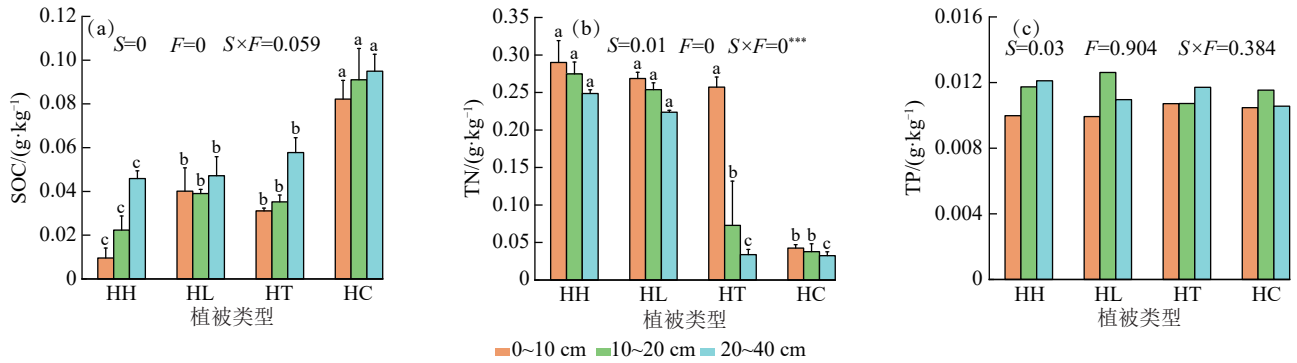 (a)
S=0 F=0 S×F=0.059
SOC/(g·kg⁻¹)
0.12
0.10
0.08
0.06
0.04
0.02
0
c c c b b b b b b a a a
HH HL HT HC
植被类型
(b)
S=0.01 F=0 S×F=0***
TN/(g·kg⁻¹)
0.35
0.30
0.25
0.20
0.15
0.10
0.05
0
a a a a a a a b c b b c
HH HL HT HC
植被类型
(c)
S=0.03 F=0.904 S×F=0.384
TP/(g·kg⁻¹)
0.016
0.012
0.008
0.004
0
HH HL HT HC
植被类型
0~10 cm 10~20 cm 20~40 cm